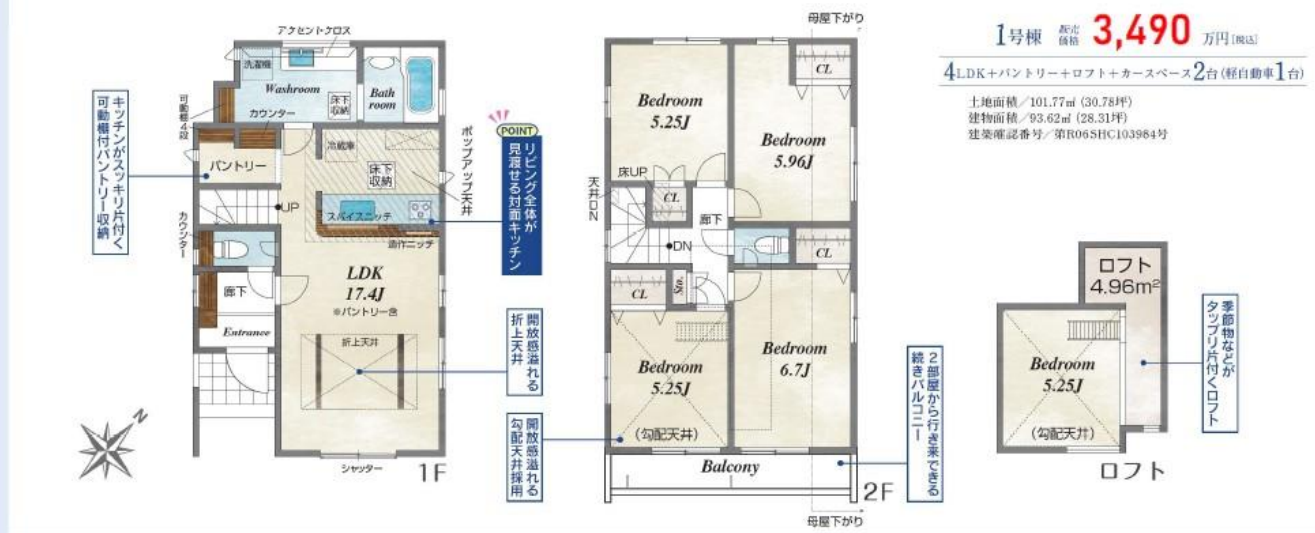 1号棟 販売価格 3,490 万円[税込]
4LDK+パントリー+ロフト+カースペース2台(軽自動車1台)
土地面積/101.77㎡ (30.78坪)
建物面積/93.62㎡ (28.31坪)
建築確認番号/第R06SHC103984号
アクセントクロス
洗濯機
Washroom
床下
収納
Bath
room
可動棚4段
カウンター
キッチンがスッキリ片付く
可動棚付パントリー収納
パントリー
冷蔵庫
床下
収納
ポップアップ天井
POINT
リビング全体が
見渡せる対面キッチン
UP
スパイスニッチ
造作ニッチ
カウンター
廊下
LDK
17.4J
※パントリー含
Entrance
折上天井
開放感溢れる
折上天井
シャッター
1F
N
母屋下がり
Bedroom
5.25J
CL
Bedroom
5.96J
床UP
CL
天井DN
廊下
DN
CL
CL
Sto.
Bedroom
5.25J
(勾配天井)
Bedroom
6.7J
開放感溢れる
勾配天井採用
Balcony
2F
2部屋から行き来できる
続きバルコニー
母屋下がり
ロフト
4.96m²
Bedroom
5.25J
(勾配天井)
季節物などが
タップリ片付くロフト
ロフト